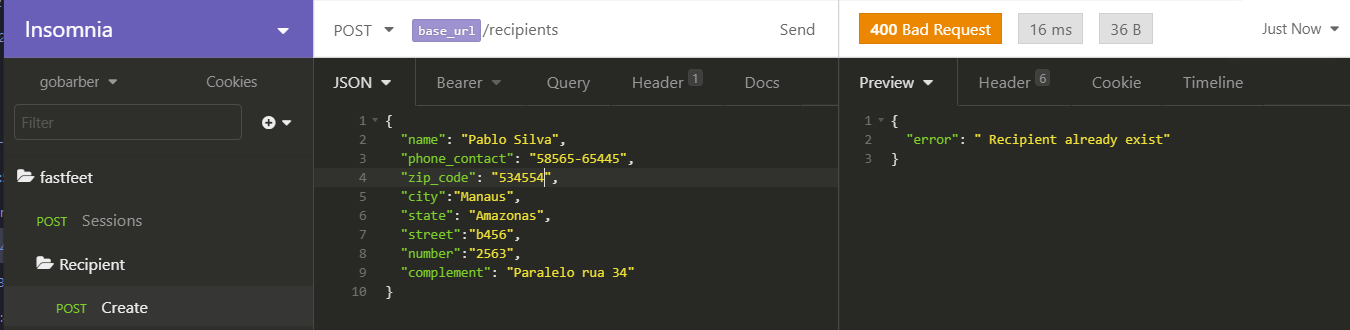 Insomnia
POST base_url/recipients Send
400 Bad Request 16 ms 36 B Just Now
gobarber Cookies
JSON Bearer Query Header 1 Docs
Preview Header 6 Cookie Timeline
Filter
fastfeet
POST Sessions
Recipient
POST Create
1 {
2 "name": "Pablo Silva",
3 "phone_contact": "58565-65445",
4 "zip_code": "534554",
5 "city":"Manaus",
6 "state": "Amazonas",
7 "street":"b456",
8 "number":"2563",
9 "complement": "Paralelo rua 34"
10 }
1 {
2 "error": " Recipient already exist"
3 }